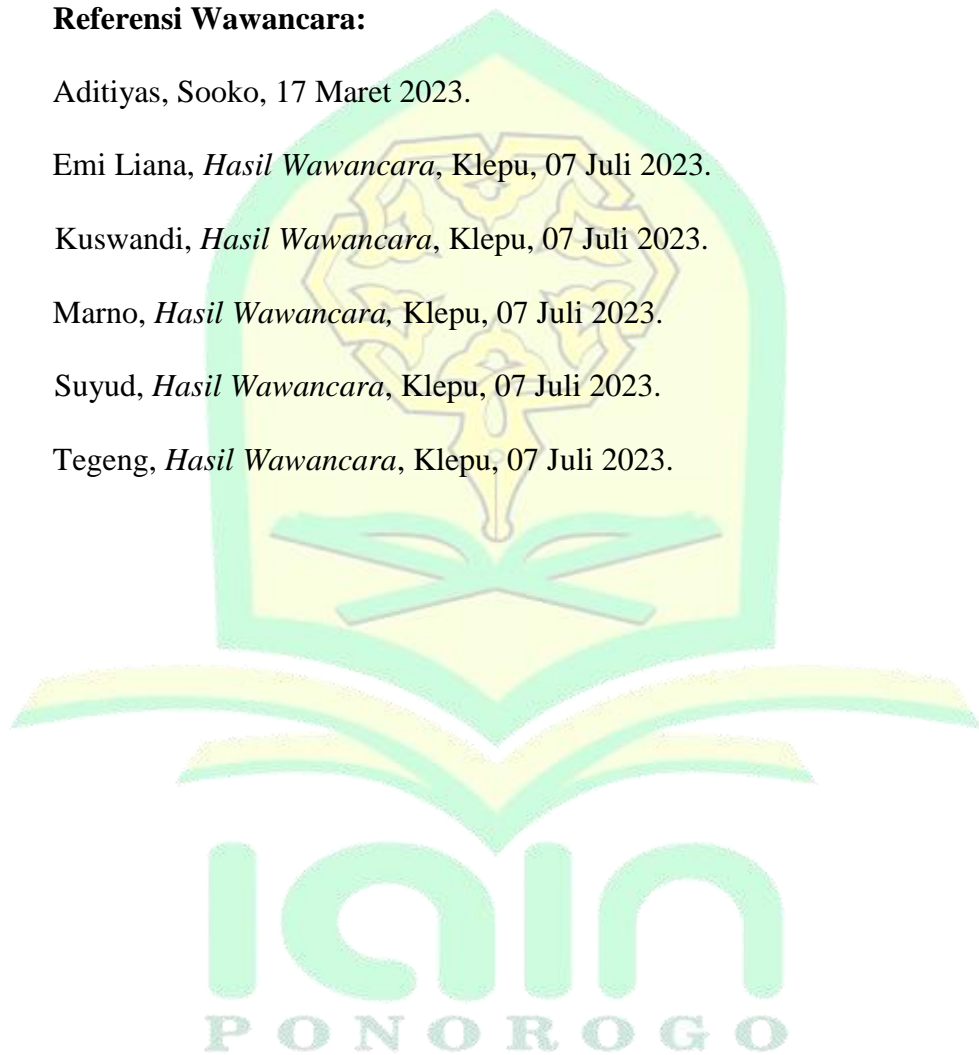 Referensi Wawancara:
Aditiyas, Sooko, 17 Maret 2023.
Emi Liana, Hasil Wawancara, Klepu, 07 Juli 2023.
Kuswandi, Hasil Wawancara, Klepu, 07 Juli 2023.
Marno, Hasil Wawancara, Klepu, 07 Juli 2023.
Suyud, Hasil Wawancara, Klepu, 07 Juli 2023.
Tegeng, Hasil Wawancara, Klepu, 07 Juli 2023.
iain
PONOROGO